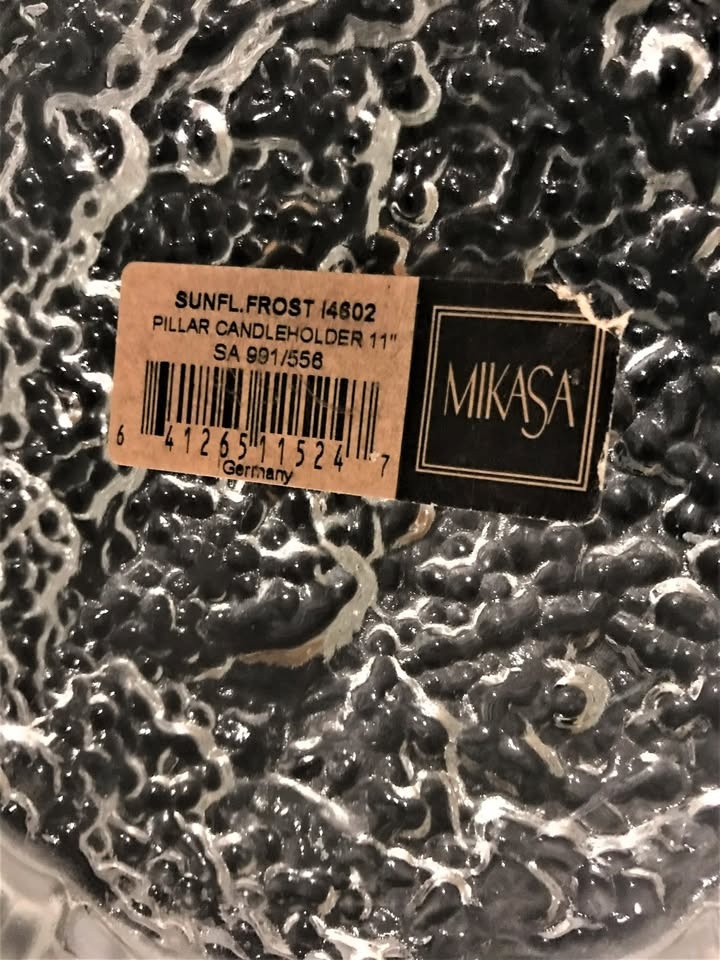 SUNFL.FROST I4602
PILLAR CANDLEHOLDER 11"
SA 991/556
6 41265 11524 7
Germany
MIKASA